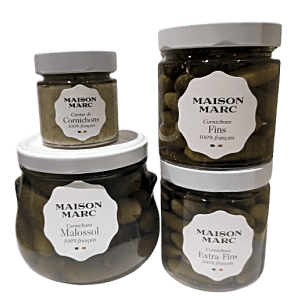 MAISON
MARC
Caviar de
Cornichons
100% français
MAISON
MARC
Cornichons
Fins
100% français
MAISON
MARC
Cornichons
Malossol
100% français
MAISON
MARC
Cornichons
Extra-Fins
100% français